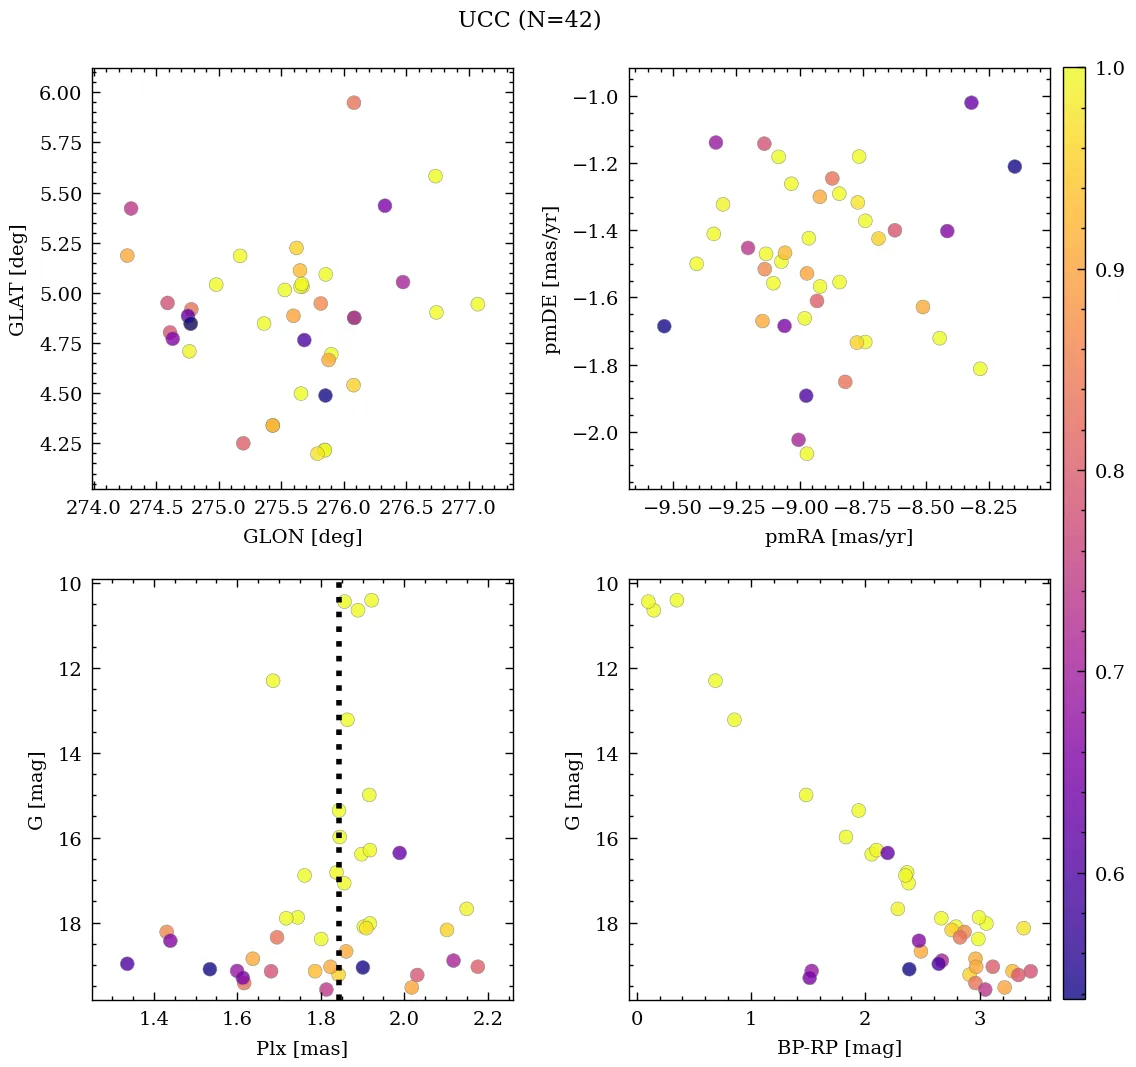 UCC (N=42)
6.00
5.75
5.50
5.25
5.00
4.75
4.50
4.25
GLAT [deg]
274.0 274.5 275.0 275.5 276.0 276.5 277.0
GLON [deg]
−1.0
−1.2
−1.4
−1.6
−1.8
−2.0
pmDE [mas/yr]
−9.50 −9.25 −9.00 −8.75 −8.50 −8.25
pmRA [mas/yr]
1.0
0.9
0.8
0.7
0.6
10
12
14
16
18
G [mag]
1.4 1.6 1.8 2.0 2.2
Plx [mas]
10
12
14
16
18
G [mag]
0 1 2 3
BP-RP [mag]